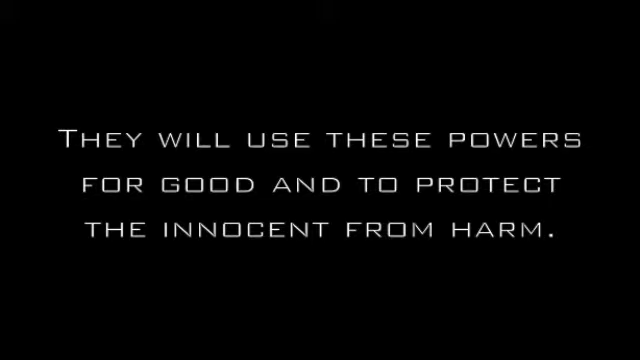 They will use these powers
for good and to protect
the innocent from harm.